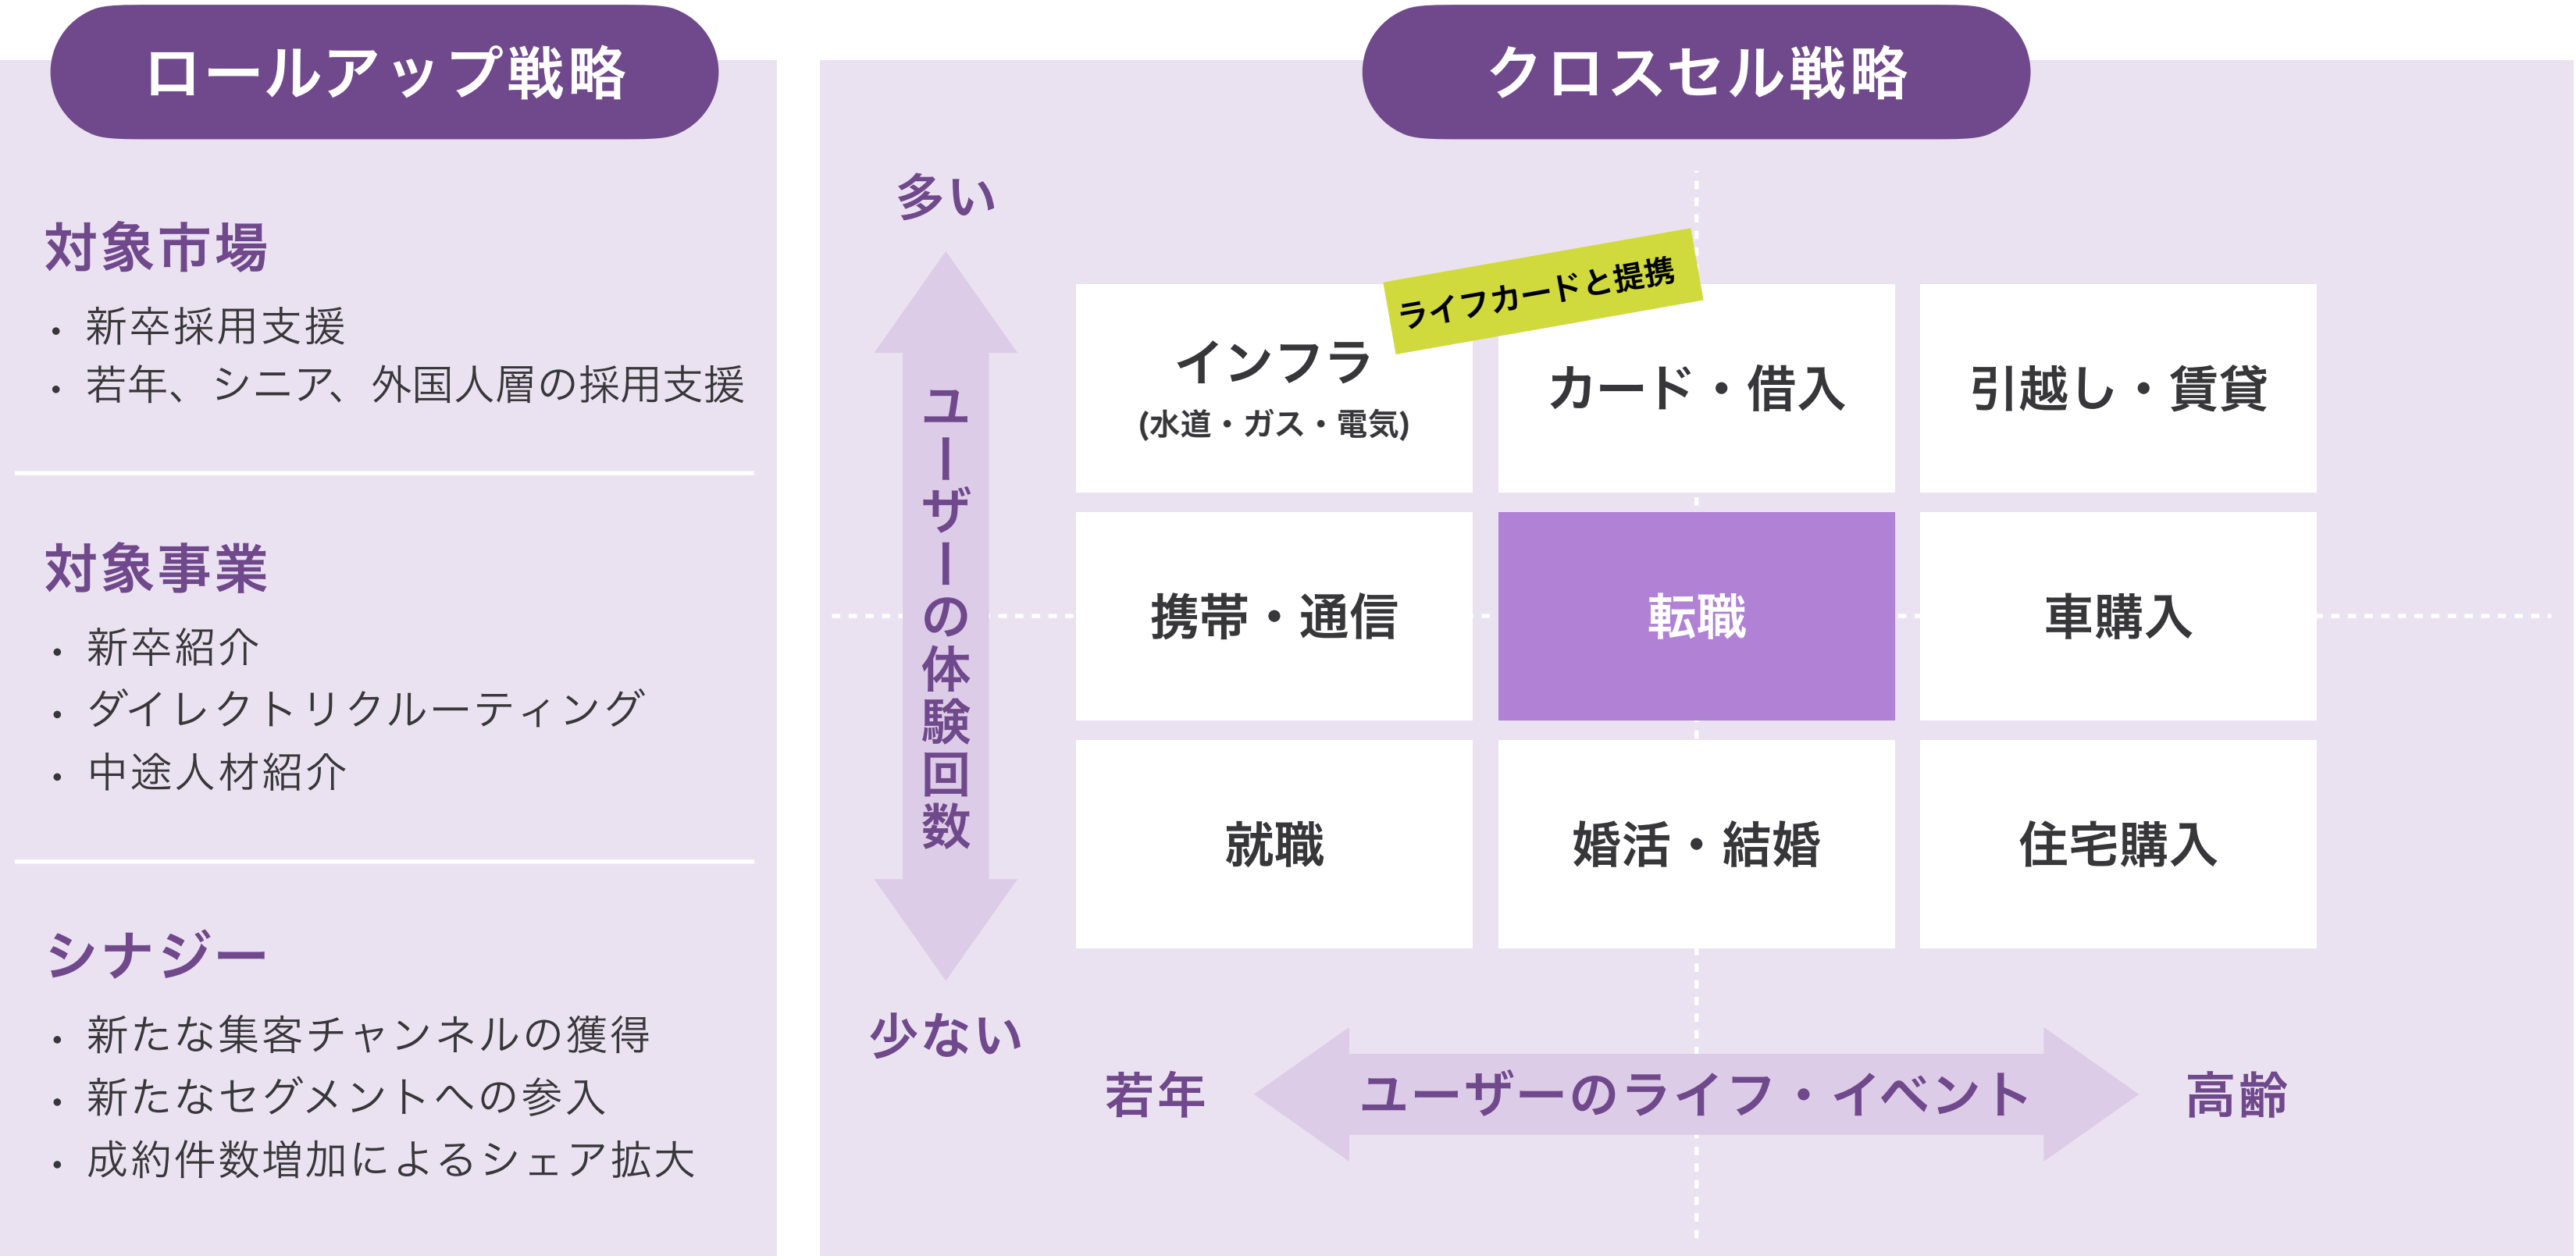 ロールアップ戦略
対象市場
・新卒採用支援
・若年、シニア、外国人層の採用支援
対象事業
・新卒紹介
・ダイレクトリクルーティング
・中途人材紹介
シナジー
・新たな集客チャンネルの獲得
・新たなセグメントへの参入
・成約件数増加によるシェア拡大
クロスセル戦略
多い
ユーザーの体験回数
少ない
ライフカードと提携
インフラ
(水道・ガス・電気)
カード・借入
引越し・賃貸
携帯・通信
転職
車購入
就職
婚活・結婚
住宅購入
若年
ユーザーのライフ・イベント
高齢